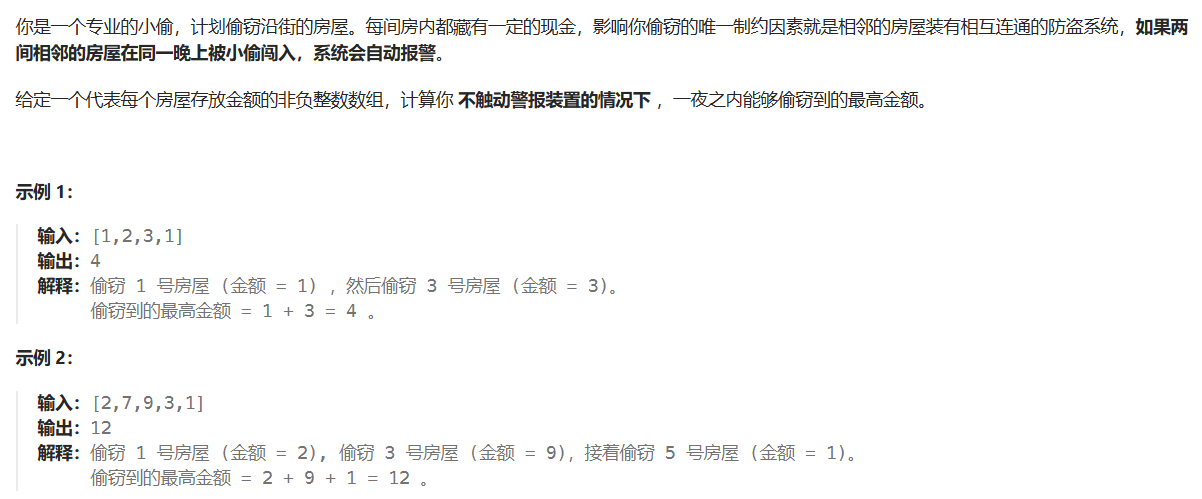 你是一个专业的小偷，计划偷窃沿街的房屋。每间房内都藏有一定的现金，影响你偷窃的唯一制约因素就是相邻的房屋装有相互连通的防盗系统，如果两
间相邻的房屋在同一晚上被小偷闯入，系统会自动报警。
给定一个代表每个房屋存放金额的非负整数数组，计算你 不触动警报装置的情况下 ，一夜之内能够偷窃到的最高金额。
示例 1：
输入：[1,2,3,1]
输出：4
解释：偷窃 1 号房屋 (金额 = 1) ，然后偷窃 3 号房屋 (金额 = 3)。
偷窃到的最高金额 = 1 + 3 = 4 。
示例 2：
输入：[2,7,9,3,1]
输出：12
解释：偷窃 1 号房屋 (金额 = 2), 偷窃 3 号房屋 (金额 = 9)，接着偷窃 5 号房屋 (金额 = 1)。
偷窃到的最高金额 = 2 + 9 + 1 = 12 。